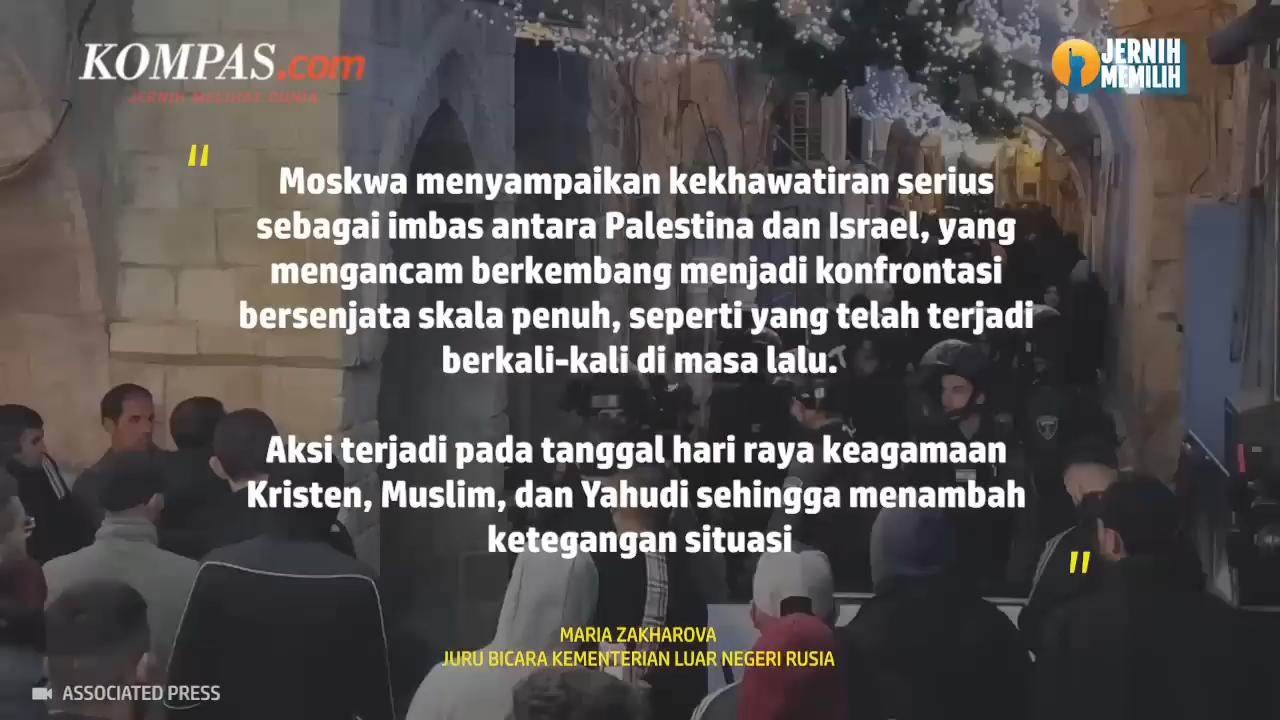 KOMPAS.com
JERNIH MELIHAT DUNIA
JERNIH
MEMILIH
"
Moskwa menyampaikan kekhawatiran serius
sebagai imbas antara Palestina dan Israel, yang
mengancam berkembang menjadi konfrontasi
bersenjata skala penuh, seperti yang telah terjadi
berkali-kali di masa lalu.
Aksi terjadi pada tanggal hari raya keagamaan
Kristen, Muslim, dan Yahudi sehingga menambah
ketegangan situasi
"
MARIA ZAKHAROVA
JURU BICARA KEMENTERIAN LUAR NEGERI RUSIA
ASSOCIATED PRESS